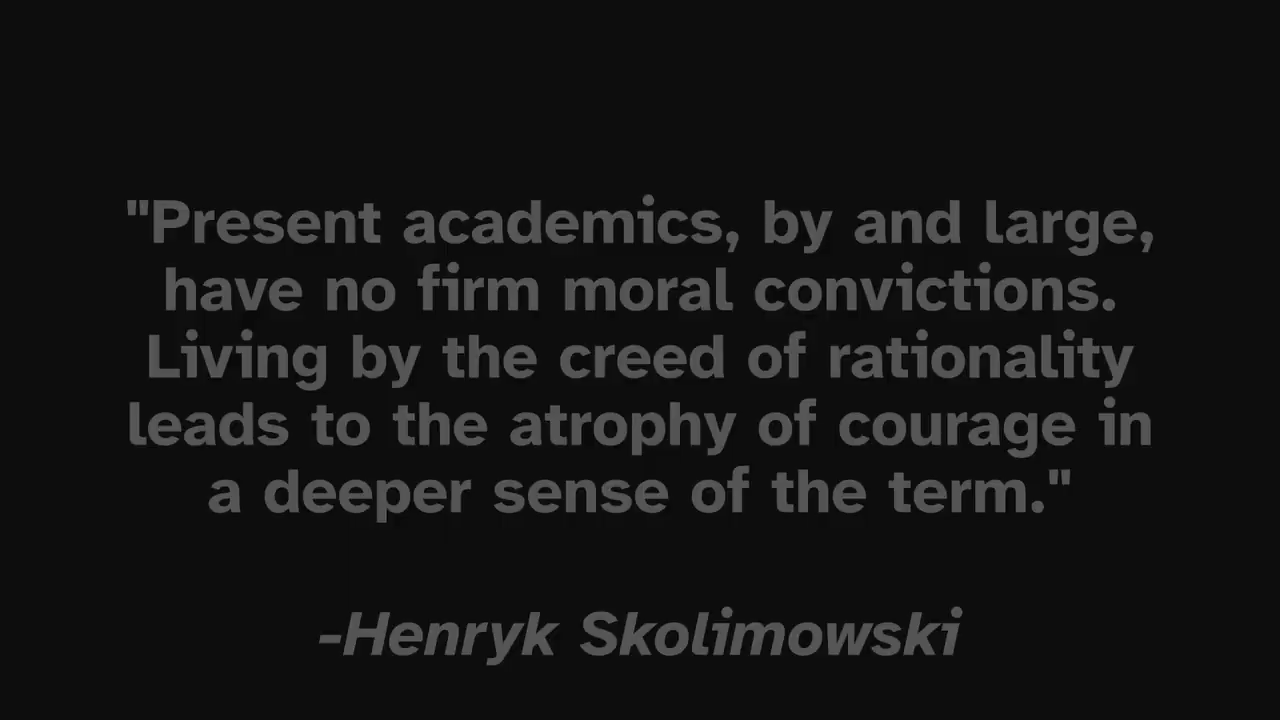 "Present academics, by and large,
have no firm moral convictions.
Living by the creed of rationality
leads to the atrophy of courage in
a deeper sense of the term."
-Henryk Skolimowski